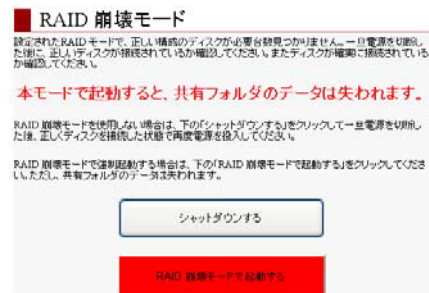 RAID 崩壊モード
設定されたRAIDモードで、正しい構成のディスクが必要台数見つかりません。一旦電源を切断し
た後に、正しいディスクが接続されているか確認してください。またディスクが確実に接続されている
か確認してください。
本モードで起動すると、共有フォルダのデータは失われます。
RAID 崩壊モードを使用しない場合は、下の「シャットダウンする」をクリックして一旦電源を切断し
た後、正しくディスクを接続した状態で再度電源を投入してください。
RAID 崩壊モードで強制起動する場合は、下の「RAID 崩壊モードで起動する」をクリックしてくださ
い。ただし、共有フォルダのデータは失われます。
シャットダウンする
RAID 崩壊モードで起動する